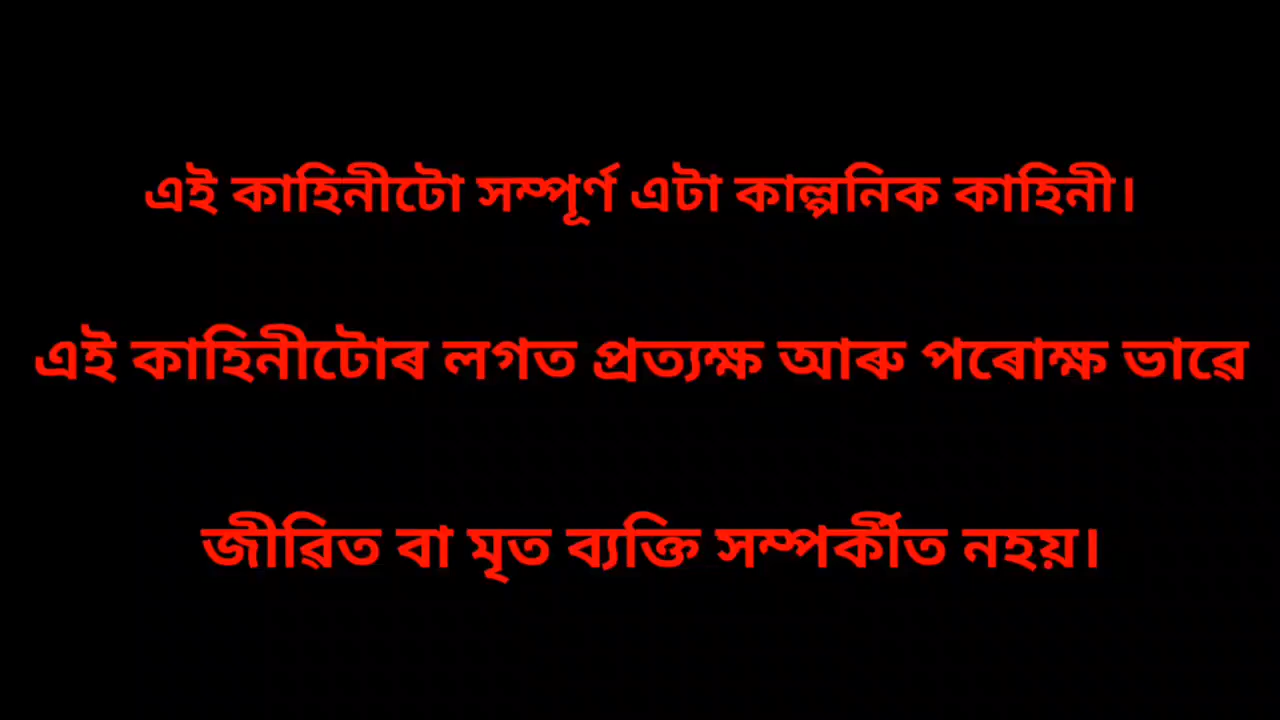 এই কাহিনীটো সম্পূৰ্ণ এটা কাল্পনিক কাহিনী।
এই কাহিনীটোৰ লগত প্ৰত্যক্ষ আৰু পৰোক্ষ ভাৱে
জীৱিত বা মৃত ব্যক্তি সম্পৰ্কীত নহয়।